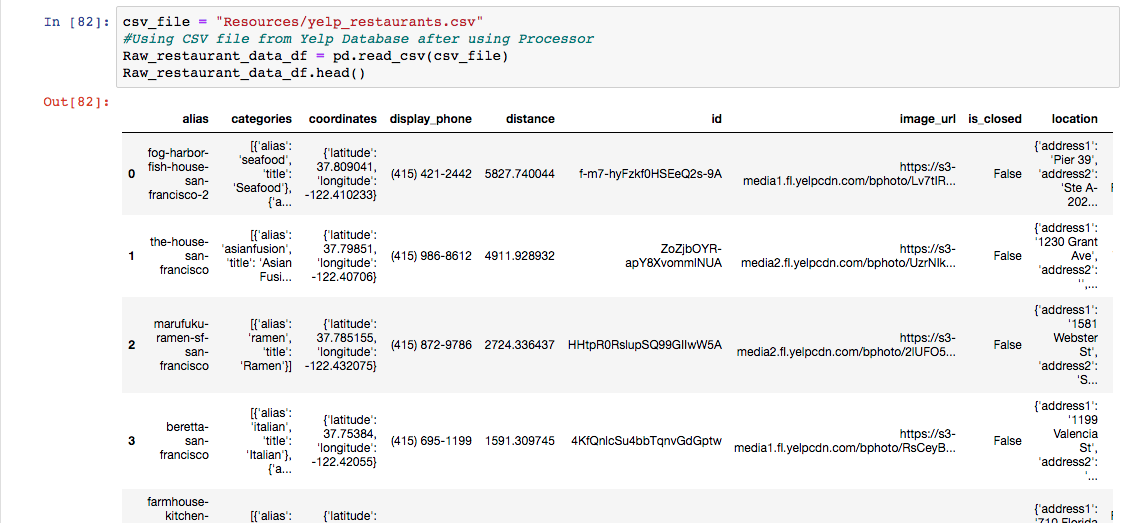 In [82]: csv_file = "Resources/yelp_restaurants.csv"
#Using CSV file from Yelp Database after using Processor
Raw_restaurant_data_df = pd.read_csv(csv_file)
Raw_restaurant_data_df.head()
Out[82]:
alias categories coordinates display_phone distance id image_url is_closed location
0 fog-harbor-fish-house-san-francisco-2 [{'alias': 'seafood', 'title': 'Seafood'}, {'a... {'latitude': 37.809041, 'longitude': -122.410233} (415) 421-2442 5827.740044 f-m7-hyFzkf0HSEeQ2s-9A https://s3-media1.fl.yelpcdn.com/bphoto/Lv7tIR... False {'address1': 'Pier 39', 'address2': 'Ste A-202...
1 the-house-san-francisco [{'alias': 'asianfusion', 'title': 'Asian Fusi... {'latitude': 37.79851, 'longitude': -122.40706} (415) 986-8612 4911.928932 ZoZjbOYR-apY8XvommlNUA https://s3-media2.fl.yelpcdn.com/bphoto/UzrNIk... False {'address1': '1230 Grant Ave', 'address2': '',...
2 marufuku-ramen-sf-san-francisco [{'alias': 'ramen', 'title': 'Ramen'}] {'latitude': 37.785155, 'longitude': -122.432075} (415) 872-9786 2724.336437 HHtpR0RslupSQ99GIIwW5A https://s3-media2.fl.yelpcdn.com/bphoto/2lUFO5... False {'address1': '1581 Webster St', 'address2': 'S...
3 beretta-san-francisco [{'alias': 'italian', 'title': 'Italian'}, {'a... {'latitude': 37.75384, 'longitude': -122.42055} (415) 695-1199 1591.309745 4KfQnlcSu4bbTqnvGdGptw https://s3-media1.fl.yelpcdn.com/bphoto/RsCeyB... False {'address1': '1199 Valencia St', 'address2': '...
farmhouse-kitchen- [{'alias': {'latitude': {'address1': '710 Florida